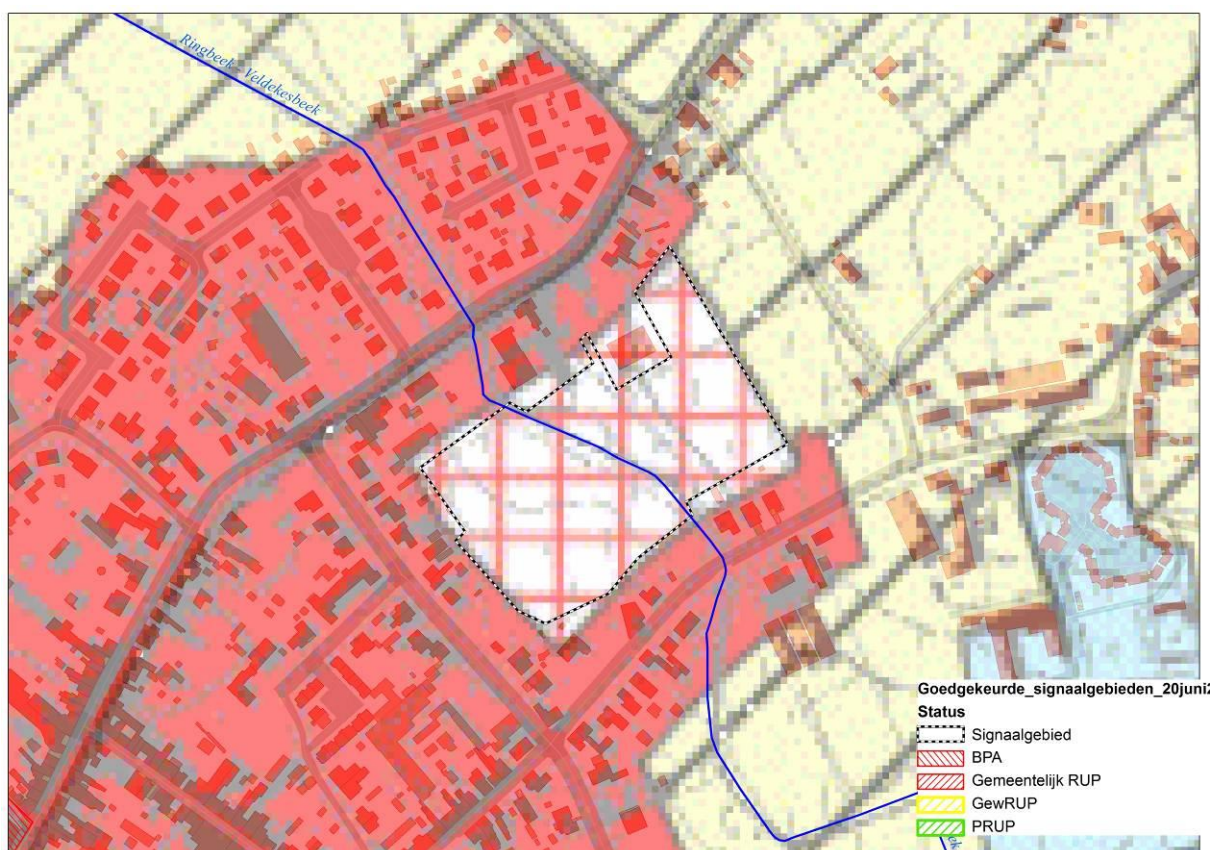 Ringbeek - Veldekesbeek
Goedgekeurde_signaalgebieden_20juni2
Status
Signaalgebied
BPA
Gemeentelijk RUP
GewRUP
PRUP